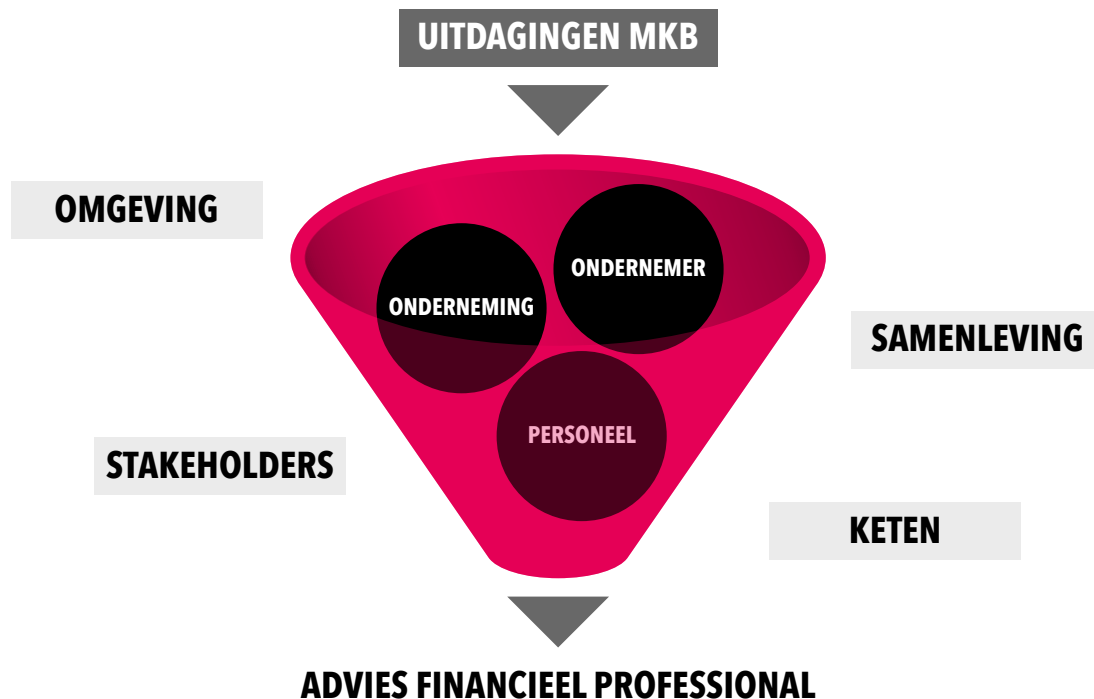 UITDAGINGEN MKB
OMGEVING
ONDERNEMER
ONDERNEMING
SAMENLEVING
PERSONEEL
STAKEHOLDERS
KETEN
ADVIES FINANCIEEL PROFESSIONAL